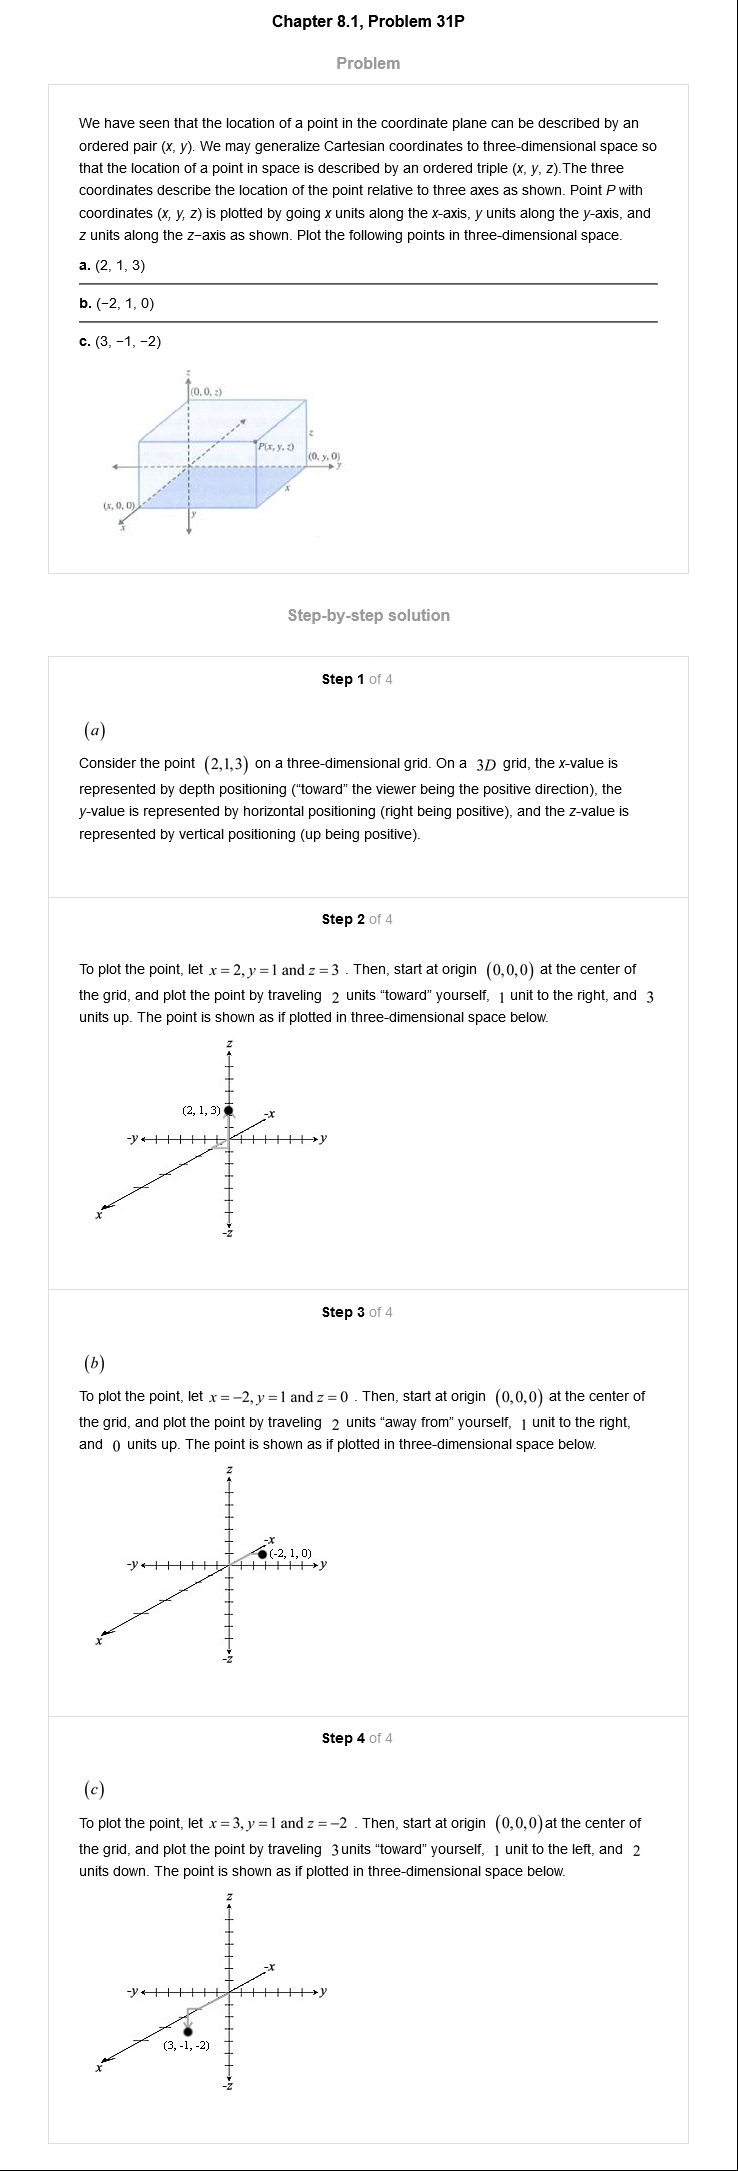 Chapter 8.1, Problem 31P
Problem
We have seen that the location of a point in the coordinate plane can be described by an
ordered pair (x, y). We may generalize Cartesian coordinates to three-dimensional space so
that the location of a point in space is described by an ordered triple (x, y, z).The three
coordinates describe the location of the point relative to three axes as shown. Point P with
coordinates (x, y, z) is plotted by going x units along the x-axis, y units along the y-axis, and
z units along the z−axis as shown. Plot the following points in three-dimensional space.
a. (2, 1, 3)
b. (−2, 1, 0)
c. (3, −1, −2)
z
(0, 0, z)
P(x, y, z)
z
(0, y, 0)
y
x
(x, 0, 0)
y
x
Step-by-step solution
Step 1 of 4
(a)
Consider the point (2,1,3) on a three-dimensional grid. On a 3D grid, the x-value is
represented by depth positioning (“toward” the viewer being the positive direction), the
y-value is represented by horizontal positioning (right being positive), and the z-value is
represented by vertical positioning (up being positive).
Step 2 of 4
To plot the point, let x = 2, y = 1 and z = 3 . Then, start at origin (0,0,0) at the center of
the grid, and plot the point by traveling 2 units “toward” yourself, 1 unit to the right, and 3
units up. The point is shown as if plotted in three-dimensional space below.
z
(2, 1, 3)
-x
-y
y
x
-z
Step 3 of 4
(b)
To plot the point, let x = −2, y = 1 and z = 0 . Then, start at origin (0,0,0) at the center of
the grid, and plot the point by traveling 2 units “away from” yourself, 1 unit to the right,
and 0 units up. The point is shown as if plotted in three-dimensional space below.
z
-x
(-2, 1, 0)
-y
y
x
-z
Step 4 of 4
(c)
To plot the point, let x = 3, y = 1 and z = −2 . Then, start at origin (0,0,0) at the center of
the grid, and plot the point by traveling 3 units “toward” yourself, 1 unit to the left, and 2
units down. The point is shown as if plotted in three-dimensional space below.
z
-x
-y
y
(3, -1, -2)
x
-z